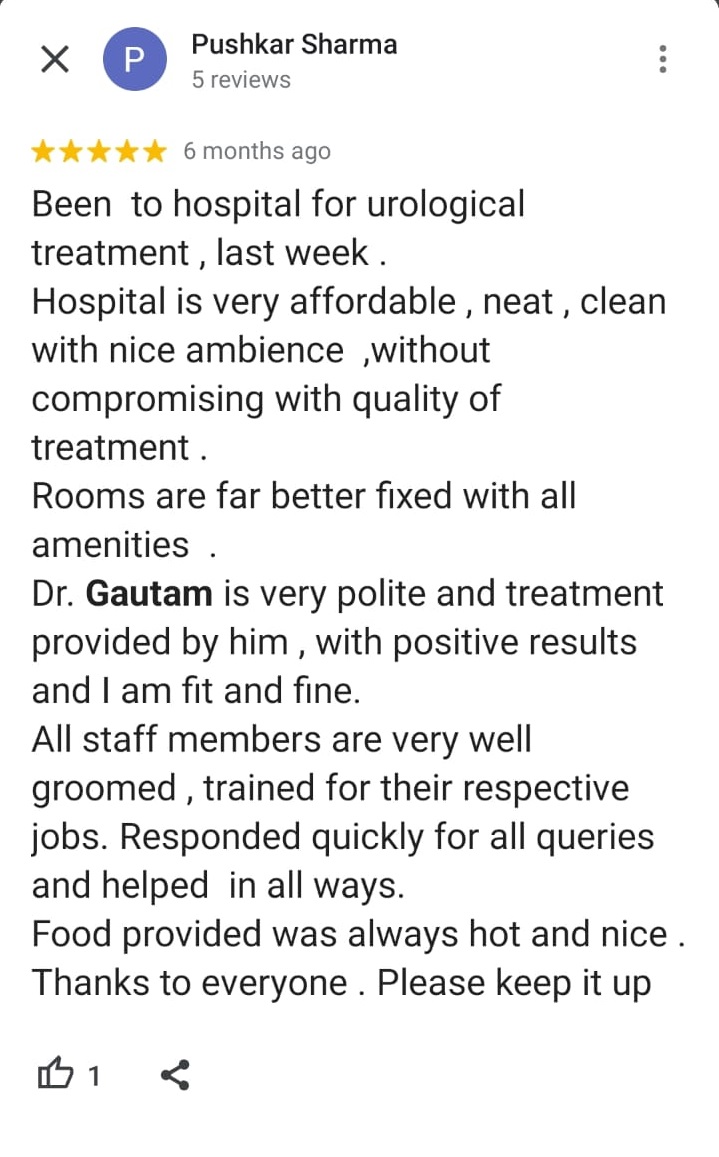 Pushkar Sharma
5 reviews
6 months ago
Been  to hospital for urological
treatment , last week .
Hospital is very affordable , neat , clean
with nice ambience  ,without
compromising with quality of
treatment .
Rooms are far better fixed with all
amenities  .
Dr. Gautam is very polite and treatment
provided by him , with positive results
and I am fit and fine.
All staff members are very well
groomed , trained for their respective
jobs. Responded quickly for all queries
and helped  in all ways.
Food provided was always hot and nice .
Thanks to everyone . Please keep it up
1